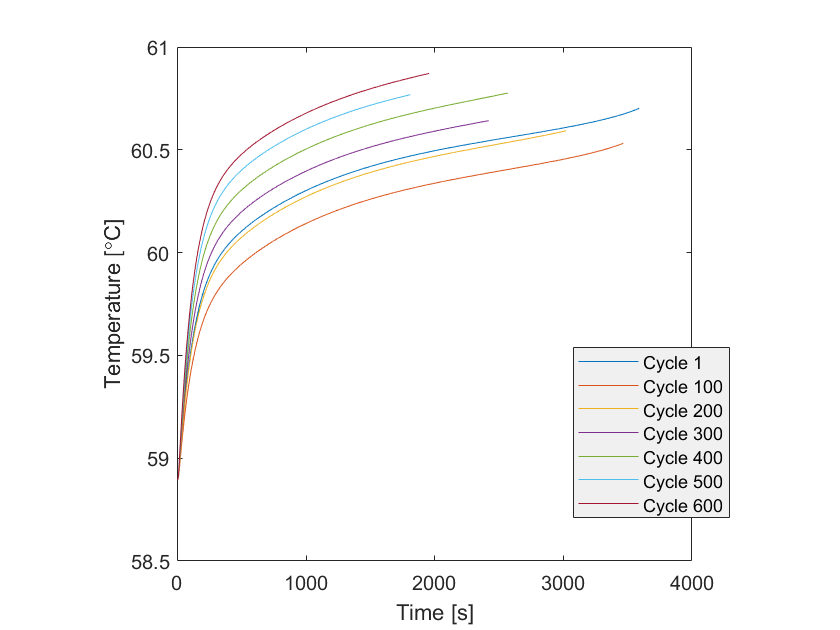 61
60.5
60
59.5
59
58.5
Temperature [°C]
0 1000 2000 3000 4000
Time [s]
Cycle 1
Cycle 100
Cycle 200
Cycle 300
Cycle 400
Cycle 500
Cycle 600